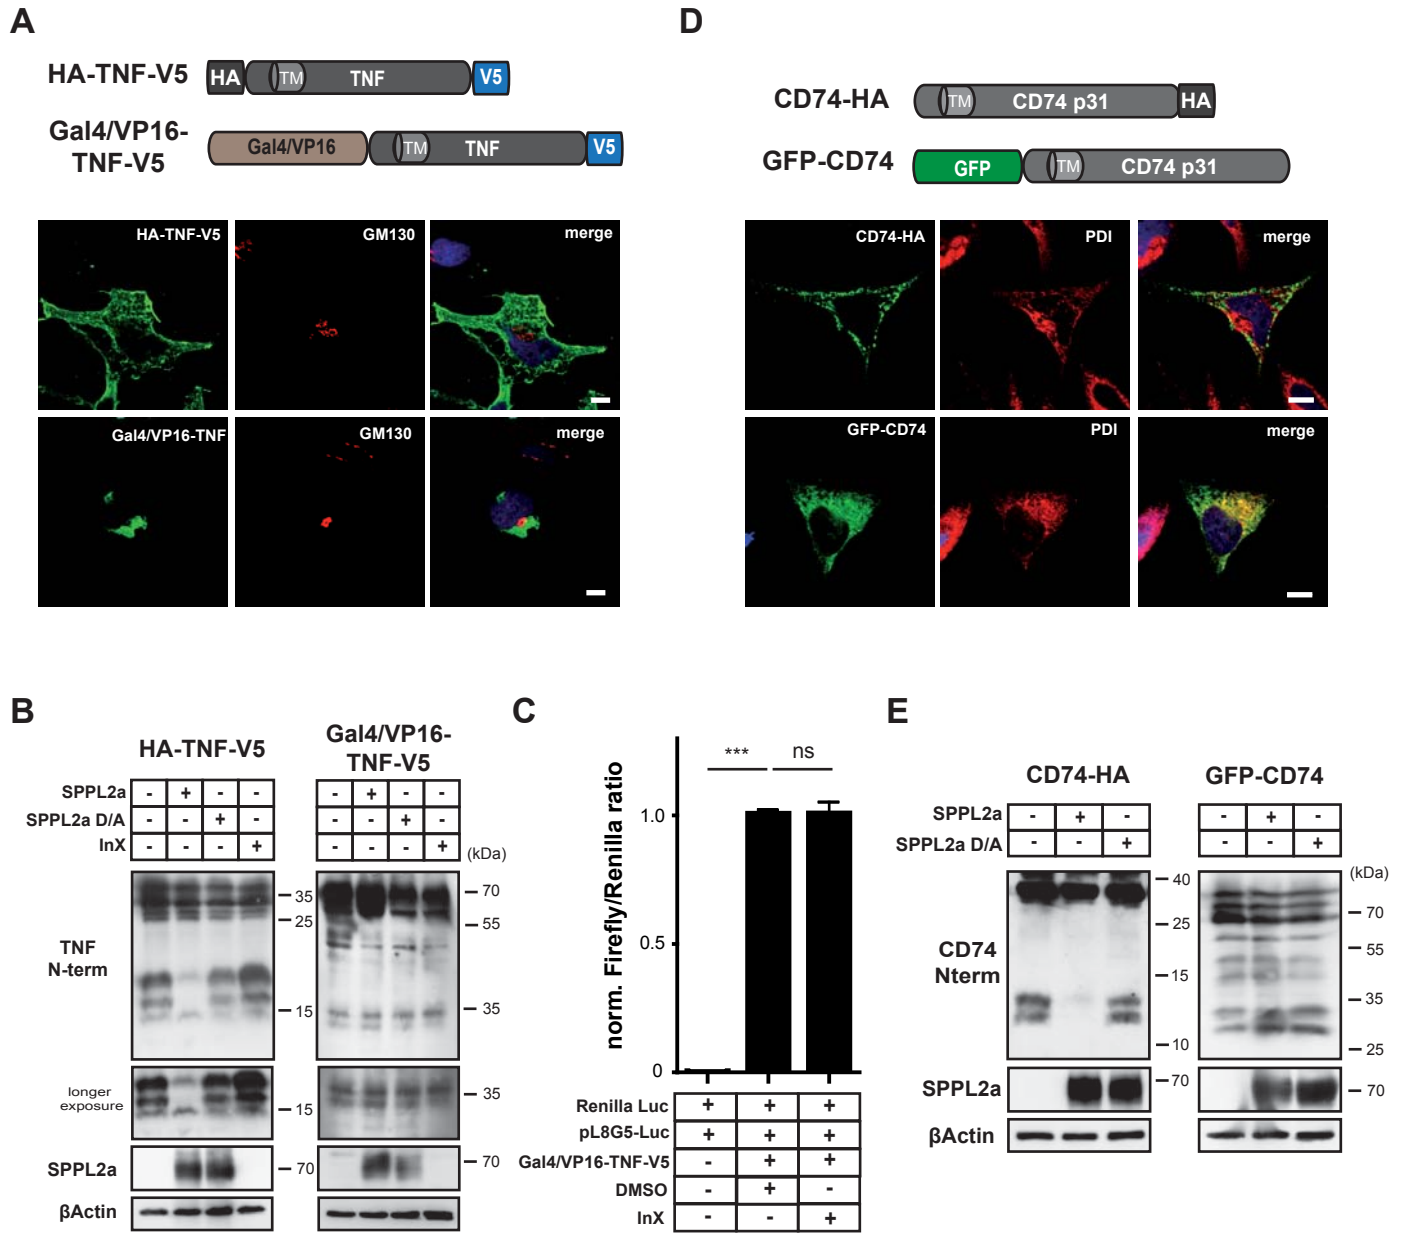 A
HA-TNF-V5
HA TM TNF V5
Gal4/VP16-
TNF-V5
Gal4/VP16 TM TNF V5
HA-TNF-V5 GM130 merge
Gal4/VP16-TNF GM130 merge
D
CD74-HA
TM CD74 p31 HA
GFP-CD74
GFP TM CD74 p31
CD74-HA PDI merge
GFP-CD74 PDI merge
B
HA-TNF-V5
Gal4/VP16-
TNF-V5
SPPL2a - + - - - + - -
SPPL2a D/A - - + - - - + -
InX - - - + - - - +
(kDa)
TNF
N-term
35
25
15
70
55
35
longer
exposure
15
35
SPPL2a
70
70
βActin
C
norm. Firefly/Renilla ratio
*** ns
1.0
0.5
0
Renilla Luc + + +
pL8G5-Luc + + +
Gal4/VP16-TNF-V5 - + +
DMSO - + -
InX - - +
E
CD74-HA GFP-CD74
SPPL2a - + - - + -
SPPL2a D/A - - + - - +
(kDa)
CD74
Nterm
40
25
15
10
70
55
35
25
SPPL2a
70
70
βActin